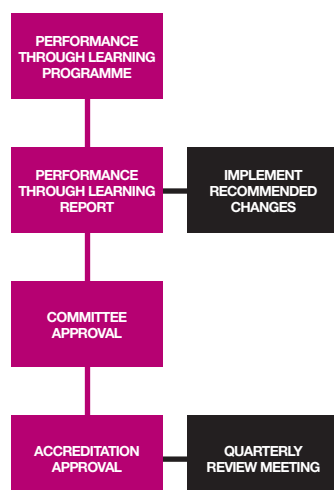 PERFORMANCE
THROUGH LEARNING
PROGRAMME
PERFORMANCE
THROUGH LEARNING
REPORT
IMPLEMENT
RECOMMENDED
CHANGES
COMMITTEE
APPROVAL
ACCREDITATION
APPROVAL
QUARTERLY
REVIEW MEETING